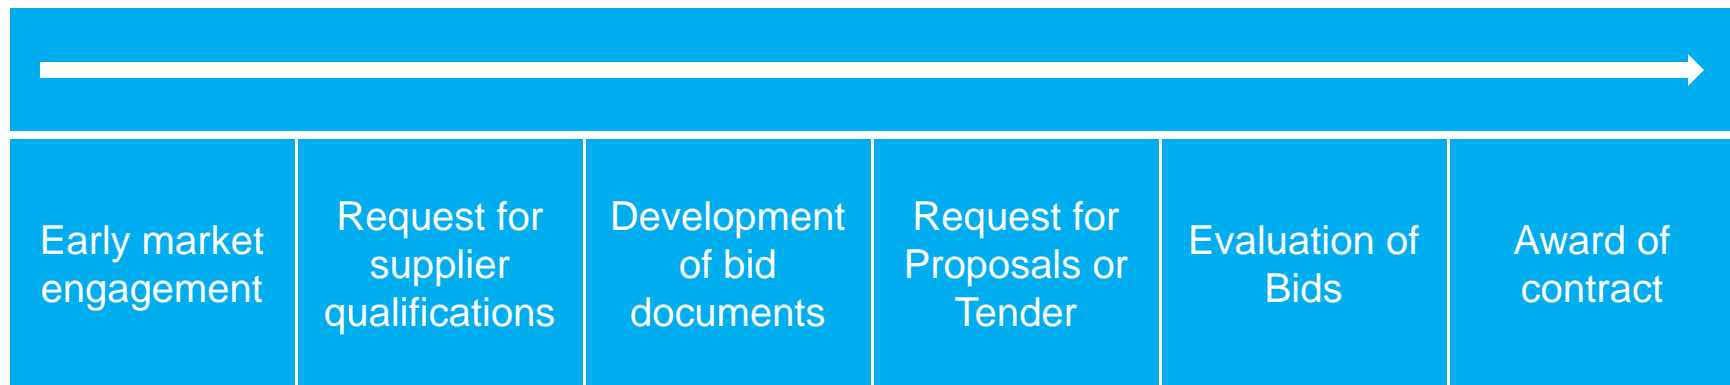 Early market
engagement
Request for
supplier
qualifications
Development
of bid
documents
Request for
Proposals or
Tender
Evaluation of
Bids
Award of
contract